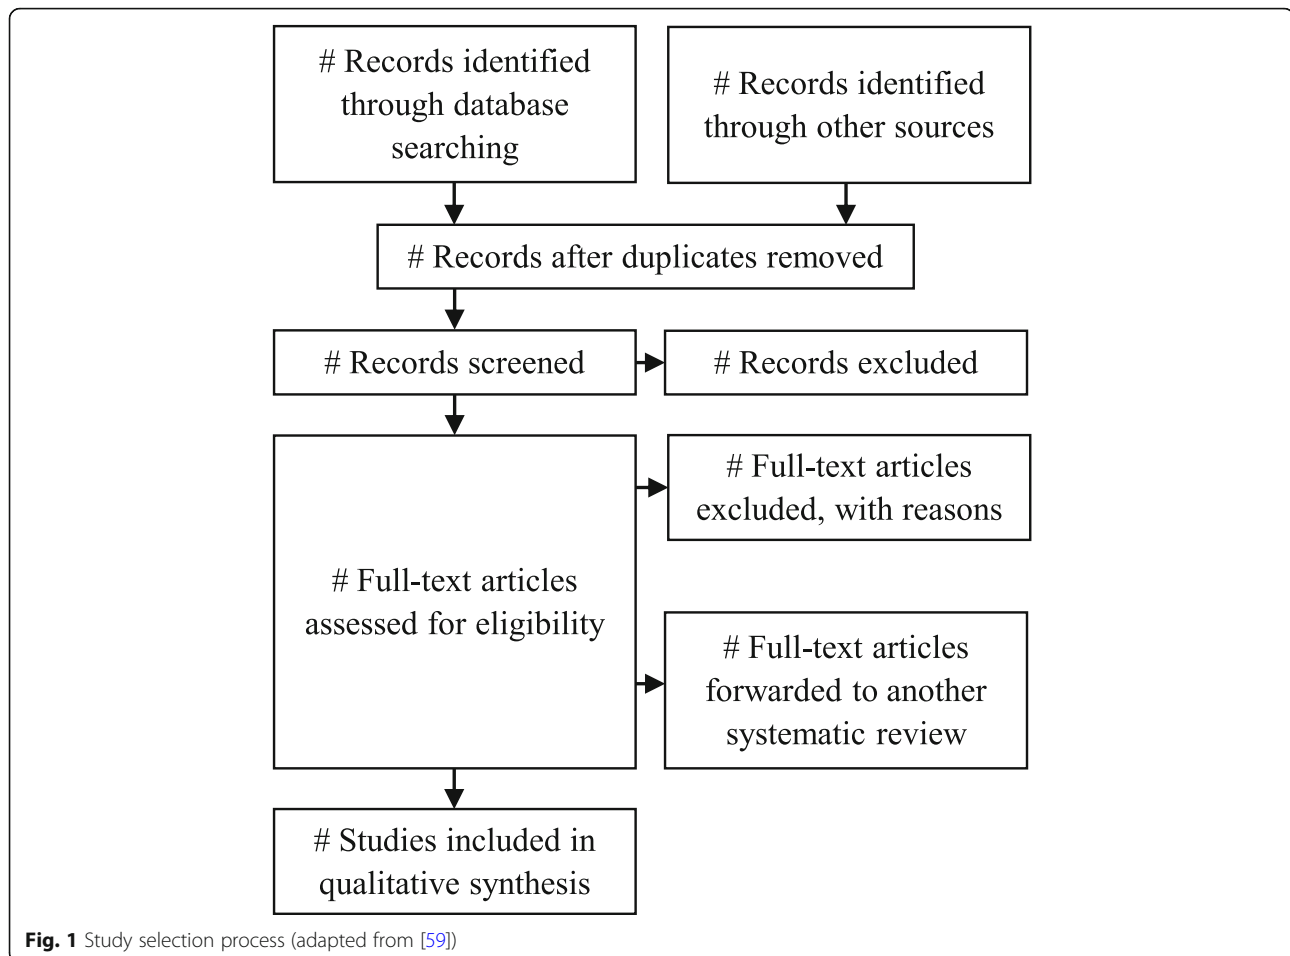 # Records identified
through database
searching
# Records identified
through other sources
# Records after duplicates removed
# Records screened
# Records excluded
# Full-text articles
assessed for eligibility
# Full-text articles
excluded, with reasons
# Full-text articles
forwarded to another
systematic review
# Studies included in
qualitative synthesis
Fig. 1 Study selection process (adapted from [59])